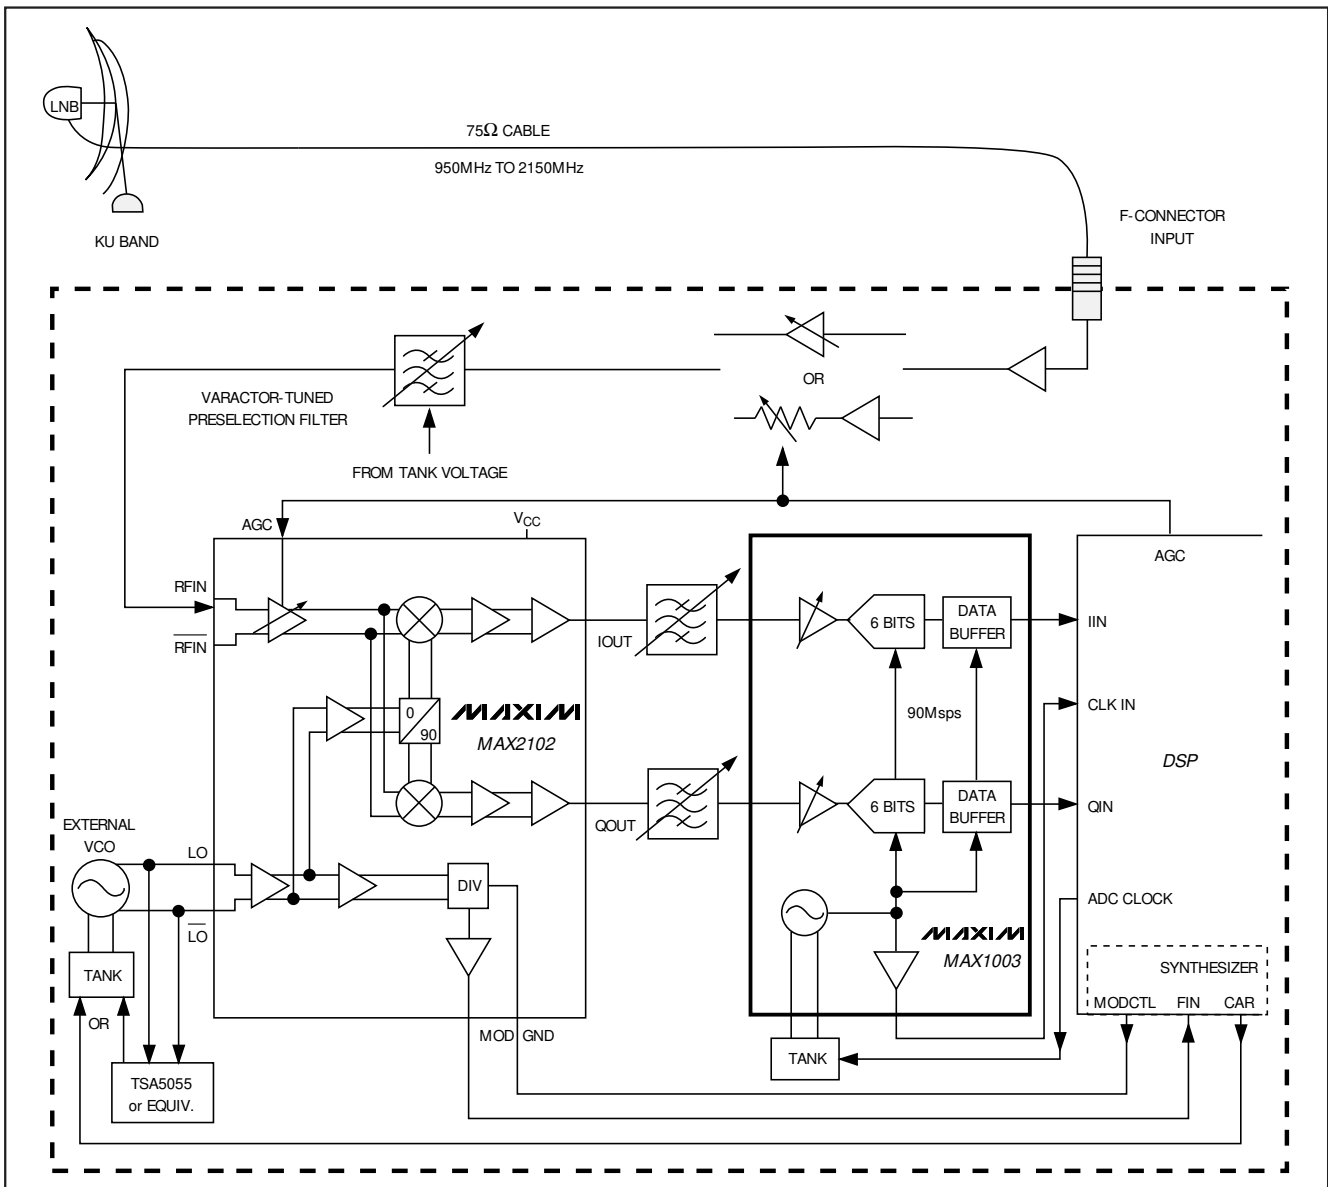 LNB
75Ω CABLE
950MHz TO 2150MHz
KU BAND
F-CONNECTOR
INPUT
OR
VARACTOR-TUNED
PRESELECTION FILTER
FROM TANK VOLTAGE
AGC
VCC
AGC
RFIN
RFIN
IOUT
6 BITS
DATA
BUFFER
IIN
0
90
MAXIM
MAX2102
90Msps
CLK IN
DSP
QOUT
6 BITS
DATA
BUFFER
QIN
EXTERNAL
VCO
LO
LO
DIV
ADC CLOCK
MAXIM
MAX1003
TANK
OR
SYNTHESIZER
MODCTL FIN CAR
MOD GND
TANK
TSA5055
or EQUIV.